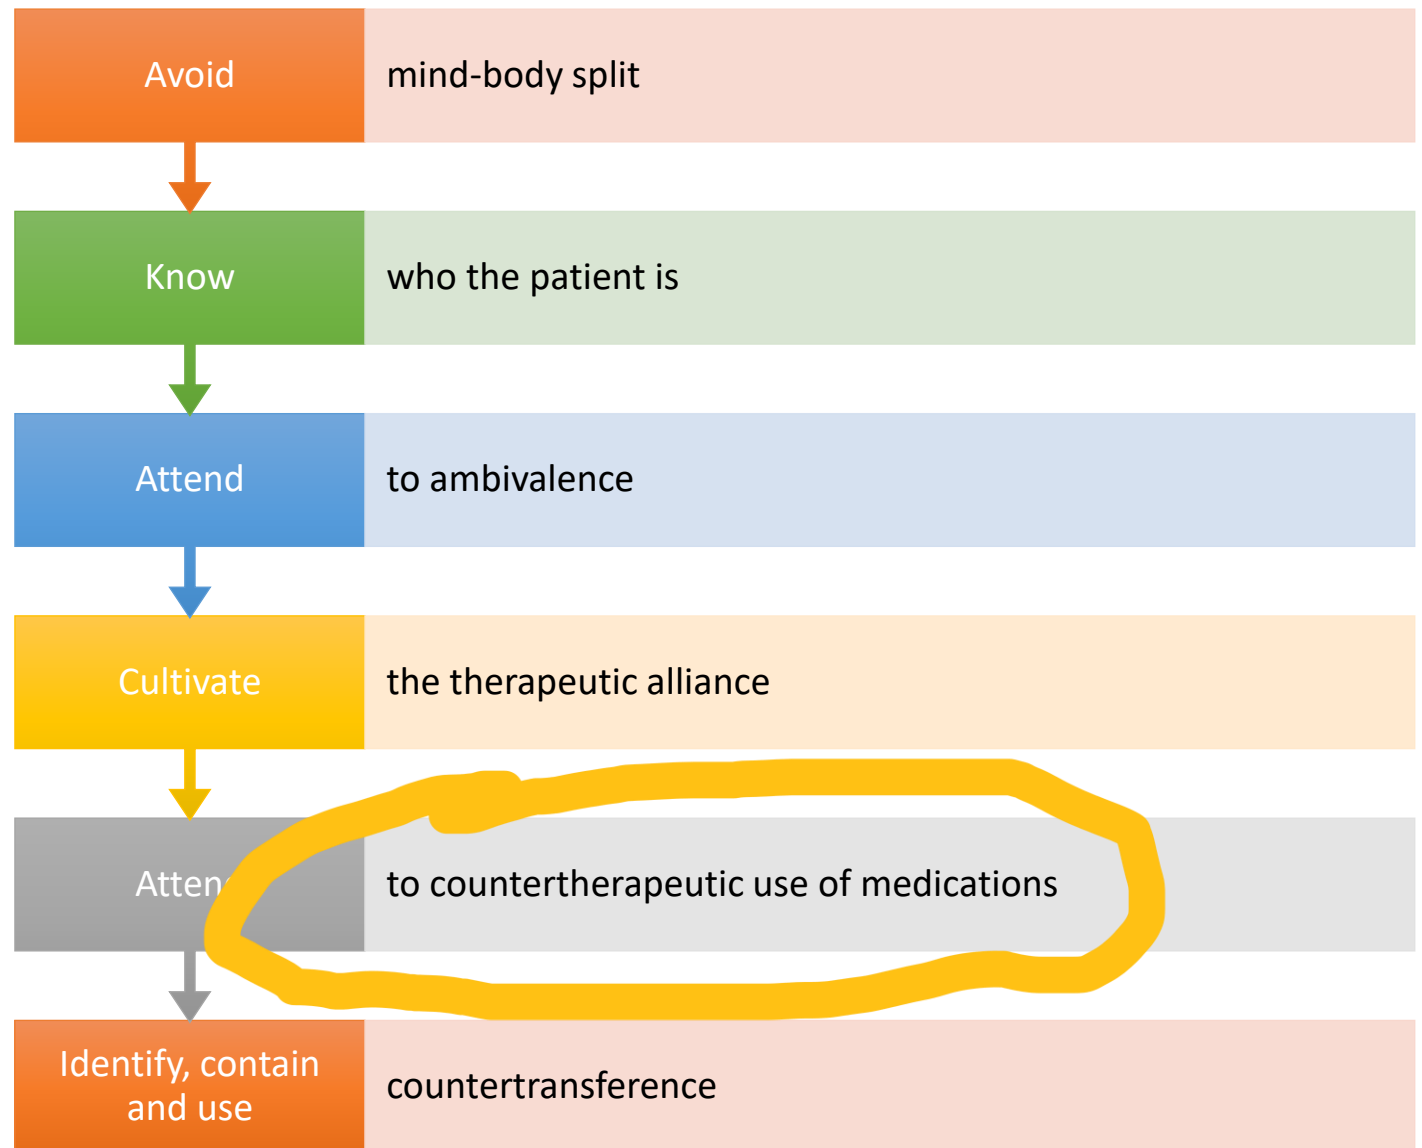 Avoid
mind-body split
Know
who the patient is
Attend
to ambivalence
Cultivate
the therapeutic alliance
Atten
to countertherapeutic use of medications
Identify, contain
and use
countertransference